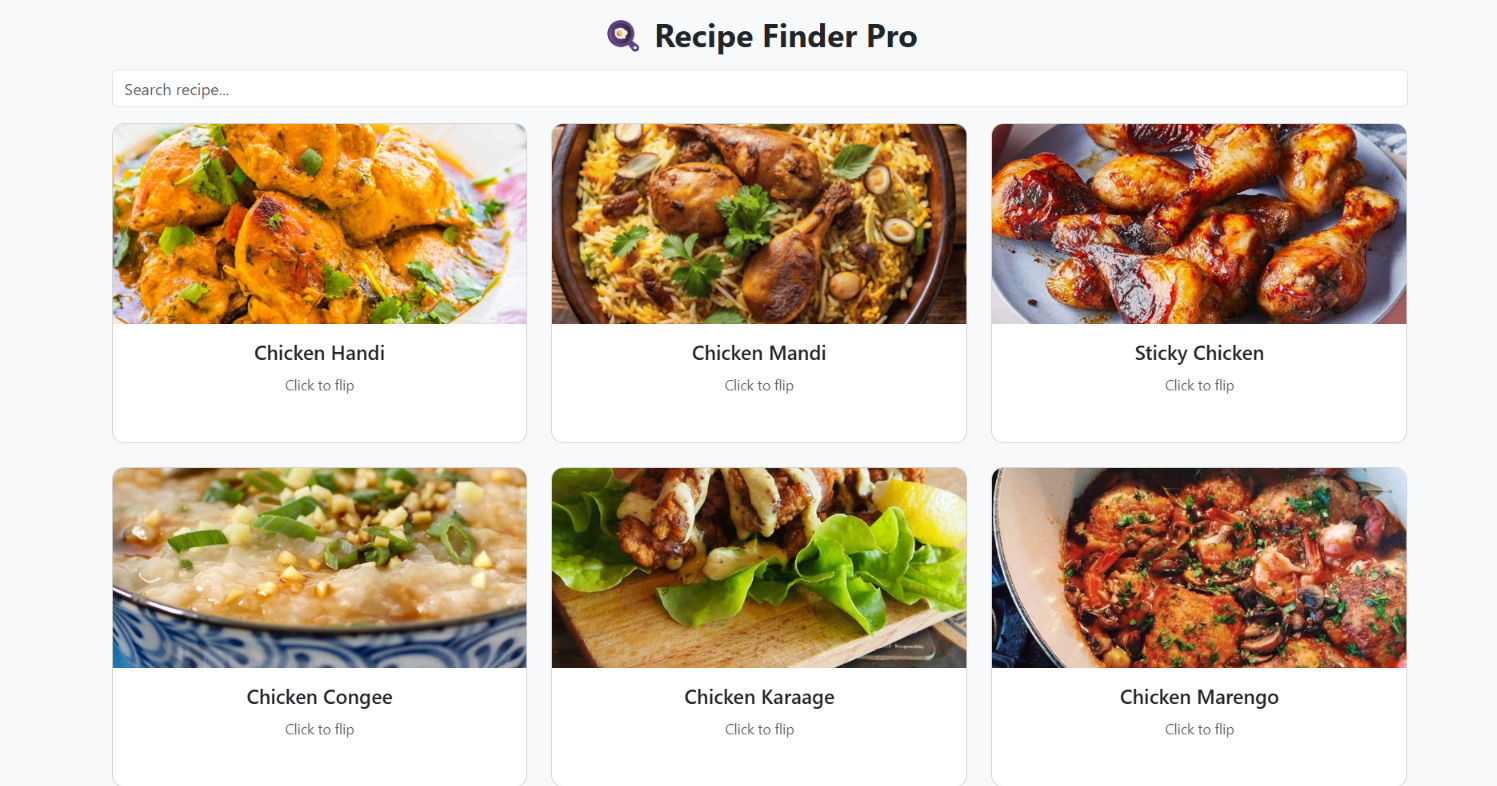 Recipe Finder Pro
Search recipe...
Chicken Handi
Click to flip
Chicken Mandi
Click to flip
Sticky Chicken
Click to flip
Chicken Congee
Click to flip
Chicken Karaage
Click to flip
Chicken Marengo
Click to flip